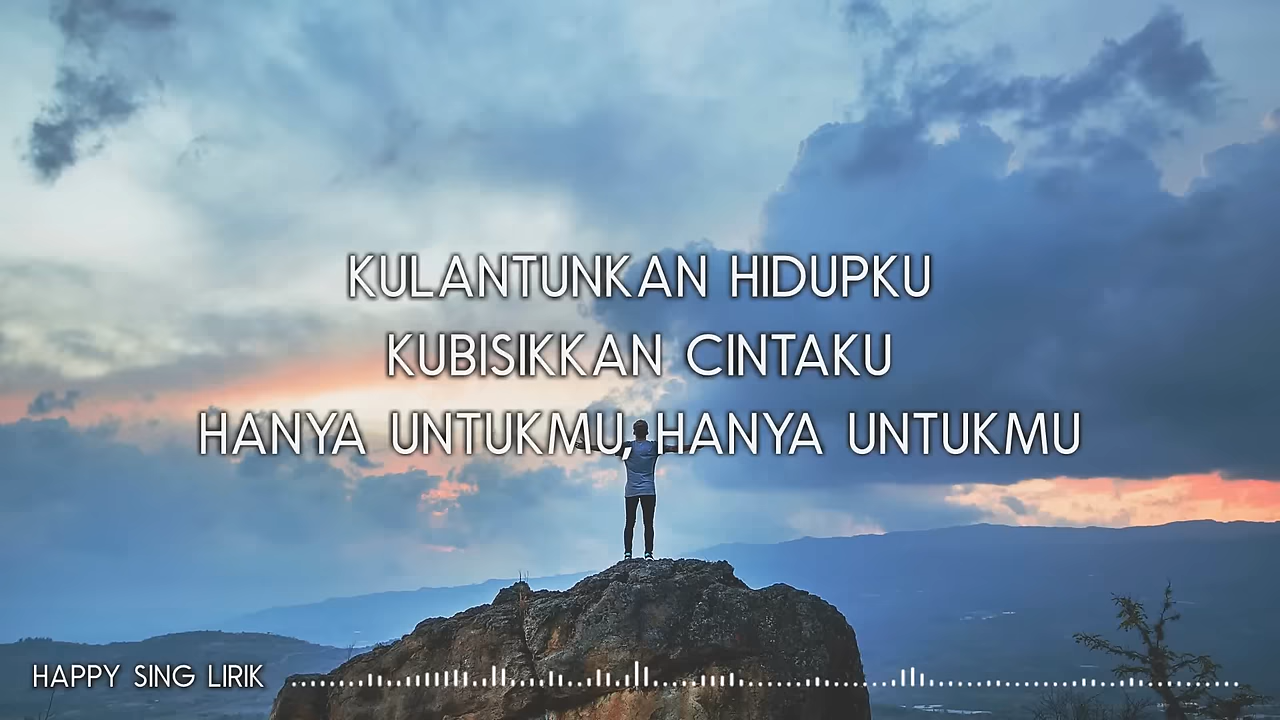 KULANTUNKAN HIDUPKU
KUBISIKKAN CINTAKU
HANYA UNTUKMU, HANYA UNTUKMU
HAPPY SING LIRIK